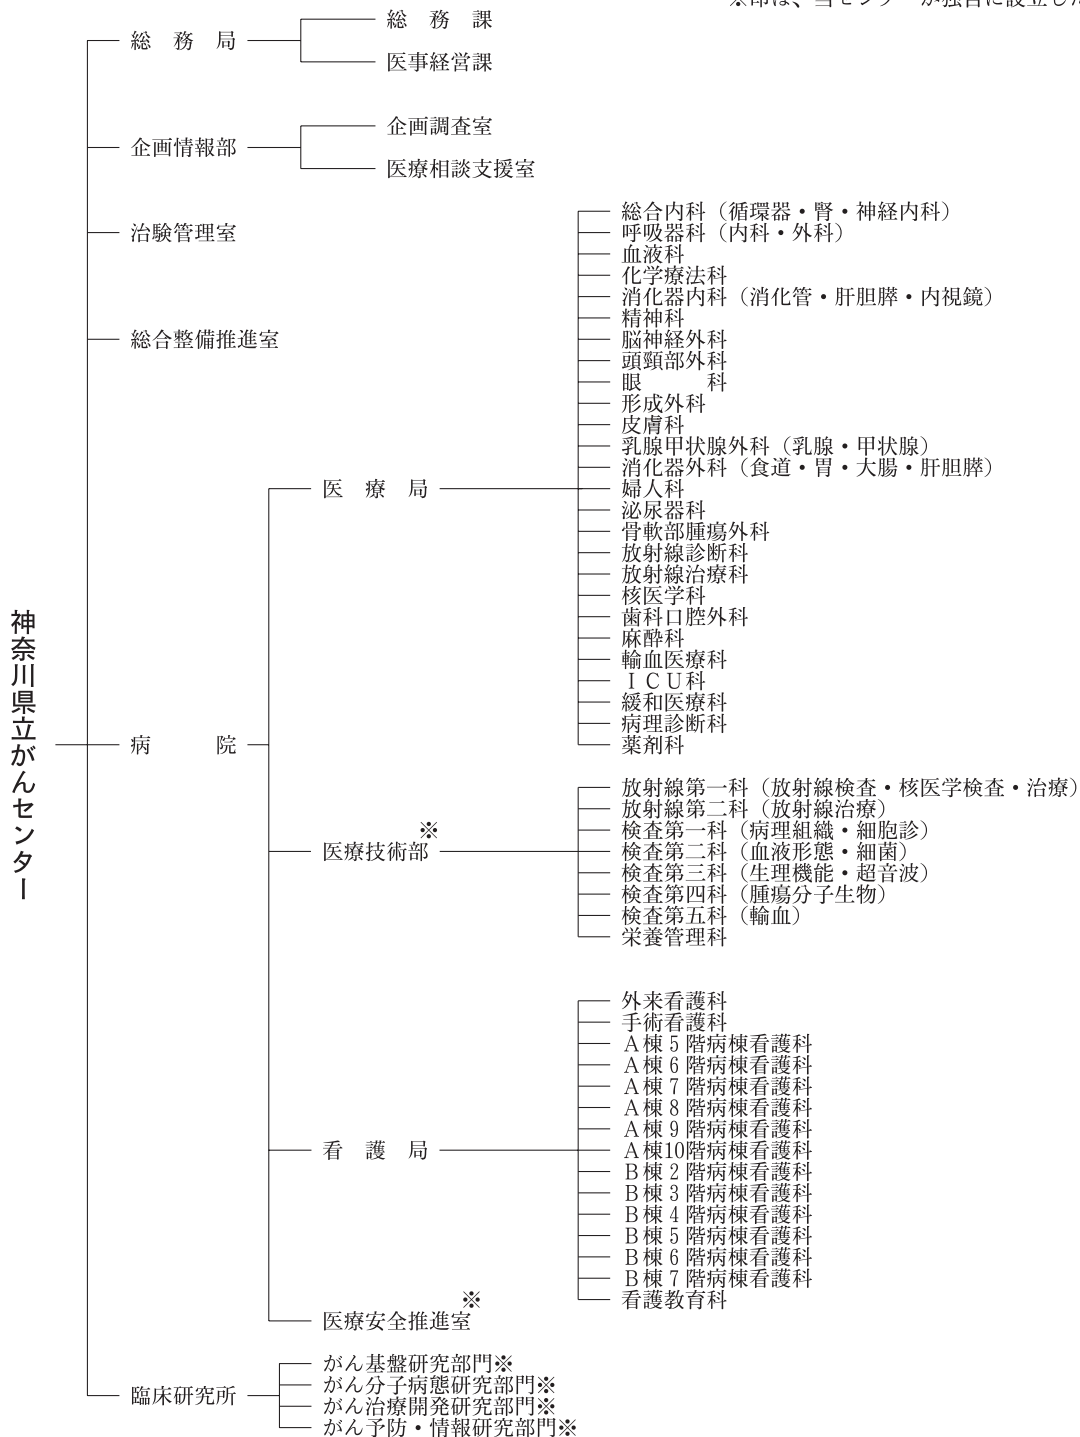 ※印は、当センターが独自に設立した
総務局
総務課
医事経営課
企画情報部
企画調査室
医療相談支援室
治験管理室
総合整備推進室
神奈川県立がんセンター
病院
医療局
総合内科（循環器・腎・神経内科）
呼吸器科（内科・外科）
血液科
化学療法科
消化器内科（消化管・肝胆膵・内視鏡）
精神科
脳神経外科
頭頸部外科
眼科
形成外科
皮膚科
乳腺甲状腺外科（乳腺・甲状腺）
消化器外科（食道・胃・大腸・肝胆膵）
婦人科
泌尿器科
骨軟部腫瘍外科
放射線診断科
放射線治療科
核医学科
歯科口腔外科
麻酔科
輸血医療科
ＩＣＵ科
緩和医療科
病理診断科
薬剤科
医療技術部※
放射線第一科（放射線検査・核医学検査・治療）
放射線第二科（放射線治療）
検査第一科（病理組織・細胞診）
検査第二科（血液形態・細菌）
検査第三科（生理機能・超音波）
検査第四科（腫瘍分子生物）
検査第五科（輸血）
栄養管理科
看護局
外来看護科
手術看護科
Ａ棟５階病棟看護科
Ａ棟６階病棟看護科
Ａ棟７階病棟看護科
Ａ棟８階病棟看護科
Ａ棟９階病棟看護科
Ａ棟10階病棟看護科
Ｂ棟２階病棟看護科
Ｂ棟３階病棟看護科
Ｂ棟４階病棟看護科
Ｂ棟５階病棟看護科
Ｂ棟６階病棟看護科
Ｂ棟７階病棟看護科
看護教育科
医療安全推進室※
臨床研究所
がん基盤研究部門※
がん分子病態研究部門※
がん治療開発研究部門※
がん予防・情報研究部門※